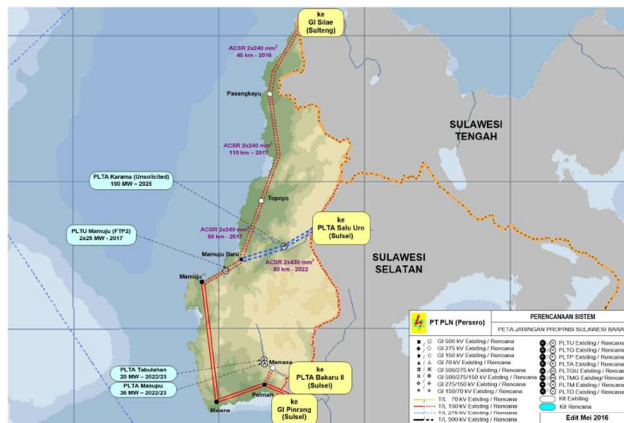 ke
GI Silae
(Sulteng)
ACSR 2x240 mm²
45 km - 2016
Pasangkayu
SULAWESI
TENGAH
ACSR 2x240 mm²
110 km - 2017
PLTA Karama (Unsolicited)
190 MW – 2025
Topoyo
ke
PLTA Salu Uro
(Sulsel)
PLTU Mamuju (FTP2)
2x25 MW - 2017
ACSR 2x240 mm²
50 km - 2017
Mamuju Baru
SULAWESI
SELATAN
ACSR 2x430 mm²
80 km - 2022
Mamuju
PT PLN (Persero)
PERENCANAAN SISTEM
PETA JARINGAN PROPINSI SULAWESI BARAT
GI 500 kV Existing / Rencana
GI 275 kV Existing / Rencana
GI 150 kV Existing / Rencana
GI 70 kV Existing / Rencana
GI 500/275 kV Existing / Rencana
GI 500/275/150 kV Existing / Rencana
GI 275/150 kV Existing / Rencana
GI 150/70 kV Existing / Rencana
T/L 70 kV Existing / Rencana
T/L 150 kV Existing / Rencana
T/L 275 kV Existing / Rencana
T/L 500 kV Existing / Rencana
PLTU Existing / Rencana
PLTG Existing / Rencana
PLTP Existing / Rencana
PLTA Existing / Rencana
PLTGU Existing / Rencana
PLTMG Existing / Rencana
PLTM Existing / Rencana
PLTD Existing / Rencana
Kit Existing
Kit Rencana
Edit Mei 2016
PLTA Tabulahan
20 MW – 2022/23
Mamasa
PLTA Masupu
36 MW – 2022/23
ke
PLTA Bakaru II
(Sulsel)
Polman
Majene
ke
GI Pinrang
(Sulsel)